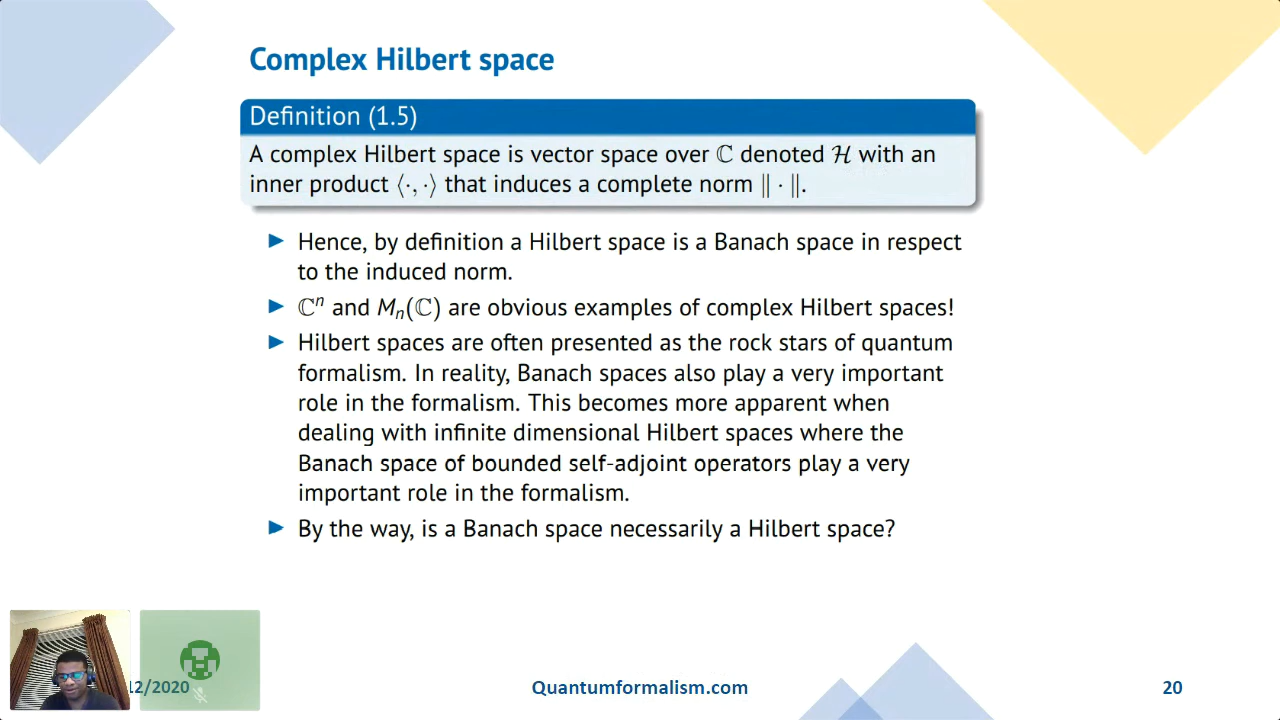 Complex Hilbert space
Definition (1.5)
A complex Hilbert space is vector space over ℂ denoted ℋ with an
inner product ⟨·,·⟩ that induces a complete norm ‖ · ‖.
Hence, by definition a Hilbert space is a Banach space in respect
to the induced norm.
ℂⁿ and Mₙ(ℂ) are obvious examples of complex Hilbert spaces!
Hilbert spaces are often presented as the rock stars of quantum
formalism. In reality, Banach spaces also play a very important
role in the formalism. This becomes more apparent when
dealing with infinite dimensional Hilbert spaces where the
Banach space of bounded self-adjoint operators play a very
important role in the formalism.
By the way, is a Banach space necessarily a Hilbert space?
12/2020
Quantumformalism.com
20